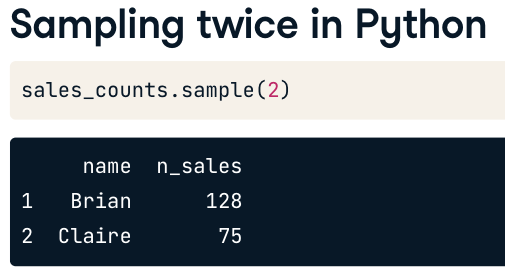 Sampling twice in Python
sales_counts.sample(2)
name n_sales
1 Brian 128
2 Claire 75